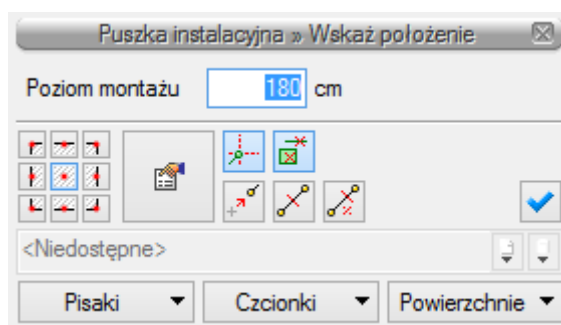 Puszka instalacyjna » Wskaż położenie
Poziom montażu 180 cm
<Niedostępne>
Pisaki Czcionki Powierzchnie